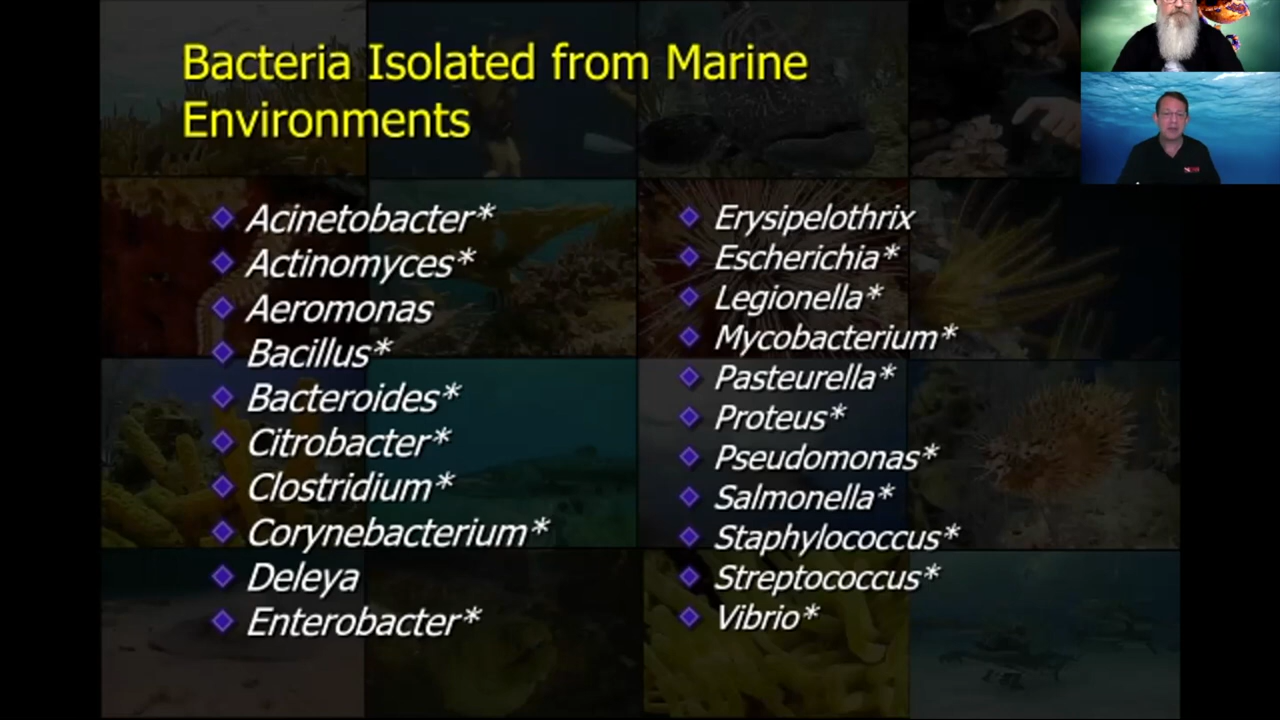 Bacteria Isolated from Marine
Environments
Acinetobacter*
Actinomyces*
Aeromonas
Bacillus*
Bacteroides*
Citrobacter*
Clostridium*
Corynebacterium*
Deleya
Enterobacter*
Erysipelothrix
Escherichia*
Legionella*
Mycobacterium*
Pasteurella*
Proteus*
Pseudomonas*
Salmonella*
Staphylococcus*
Streptococcus*
Vibrio*